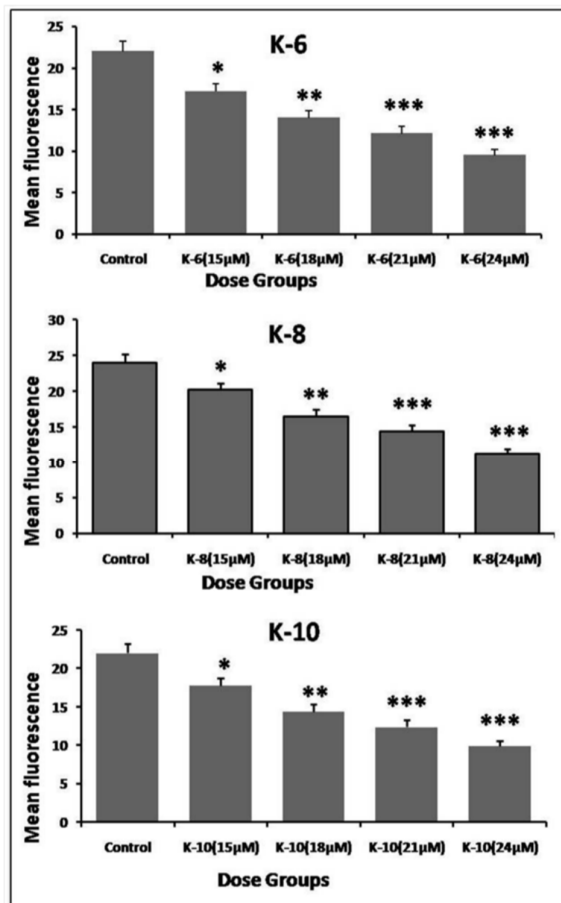 K-6
Mean fluorescence
25
20
15
10
5
0
*
**
***
***
Control K-6(15µM) K-6(18µM) K-6(21µM) K-6(24µM)
Dose Groups
K-8
Mean fluorescence
30
25
20
15
10
5
0
*
**
***
***
Control K-8(15µM) K-8(18µM) K-8(21µM) K-8(24µM)
Dose Groups
K-10
Mean fluorescence
25
20
15
10
5
0
*
**
***
***
Control K-10(15µM) K-10(18µM) K-10(21µM) K-10(24µM)
Dose Groups